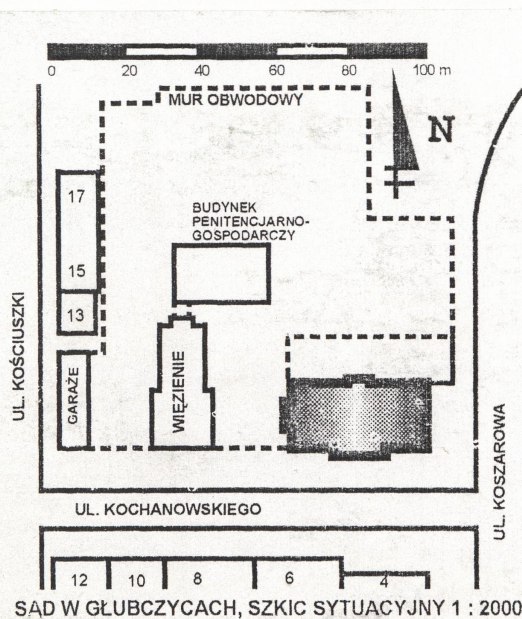 0 20 40 60 80 100 m
MUR OBWODOWY
N
17
BUDYNEK
PENITENCJARNO-
GOSPODARCZY
15
13
UL. KOŚCIUSZKI
GARAŻE
WIĘZIENIE
UL. KOSZAROWA
UL. KOCHANOWSKIEGO
12 10 8 6 4
SĄD W GŁUBCZYCACH, SZKIC SYTUACYJNY 1 : 2000